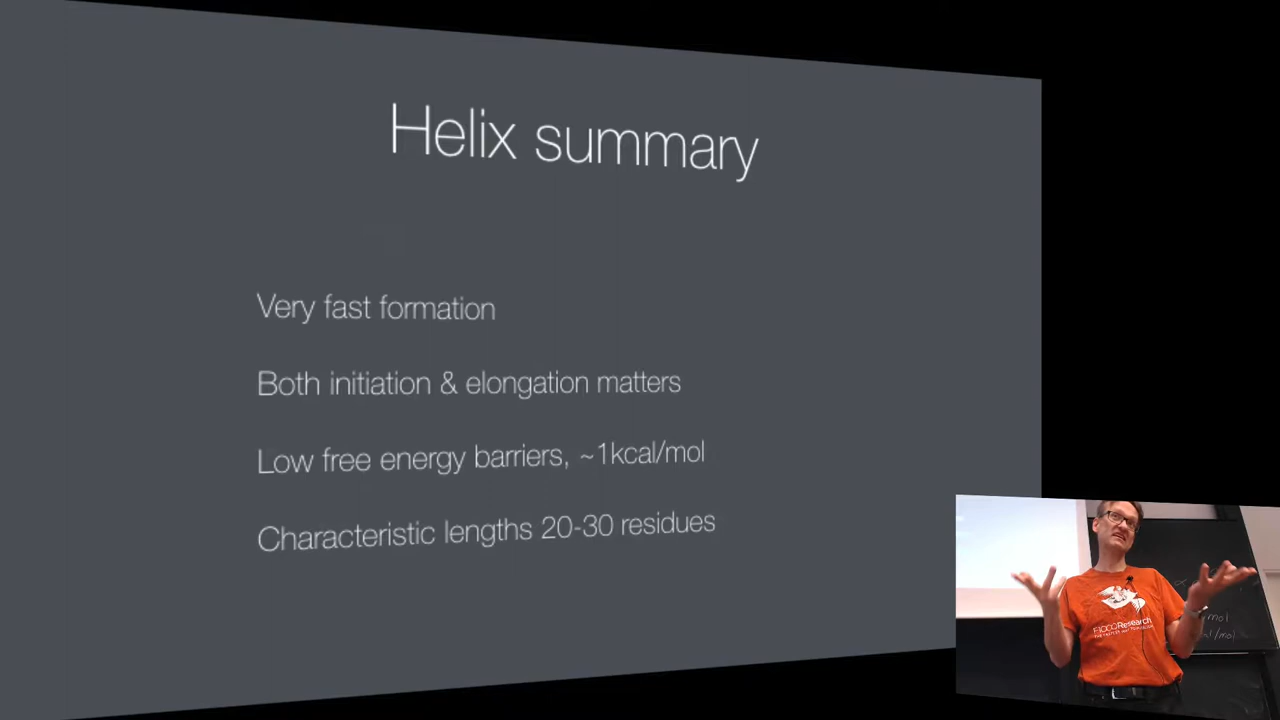 Helix summary
Very fast formation
Both initiation & elongation matters
Low free energy barriers, ~1kcal/mol
Characteristic lengths 20-30 residues